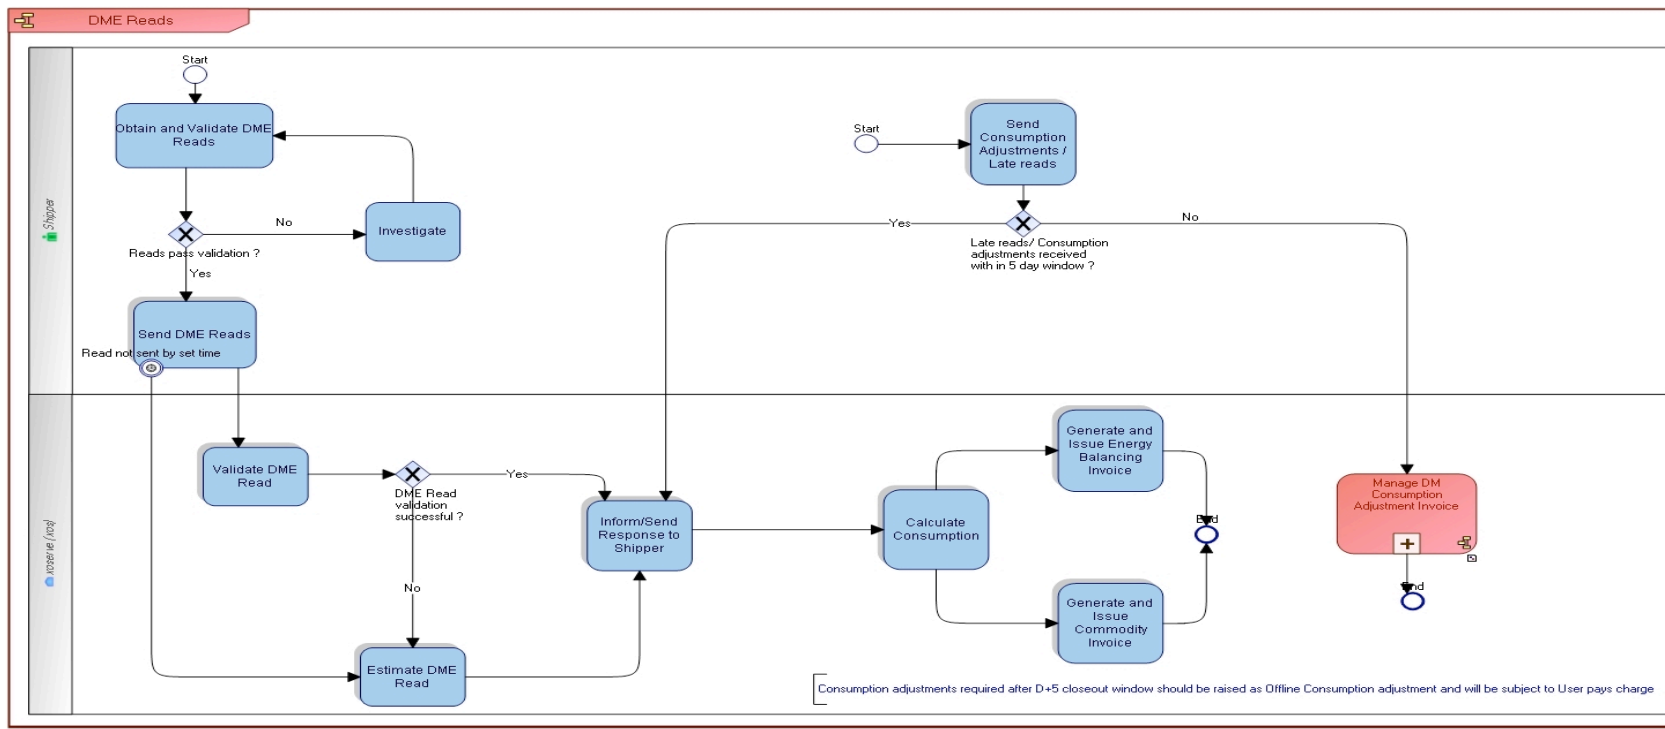 DME Reads
Shipper
Start
Obtain and Validate DME
Reads
No
Investigate
Reads pass validation ?
Yes
Send DME Reads
Read not sent by set time
Start
Send
Consumption
Adjustments /
Late reads
Yes
No
Late reads/ Consumption
adjustments received
with in 5 day window ?
xoserve (xos)
Validate DME
Read
Yes
DME Read
validation
successful ?
No
Estimate DME
Read
Inform/Send
Response to
Shipper
Calculate
Consumption
Generate and
Issue Energy
Balancing
Invoice
End
Generate and
Issue
Commodity
Invoice
Manage DM
Consumption
Adjustment Invoice
End
Consumption adjustments required after D+5 closeout window should be raised as Offline Consumption adjustment and will be subject to User pays charge